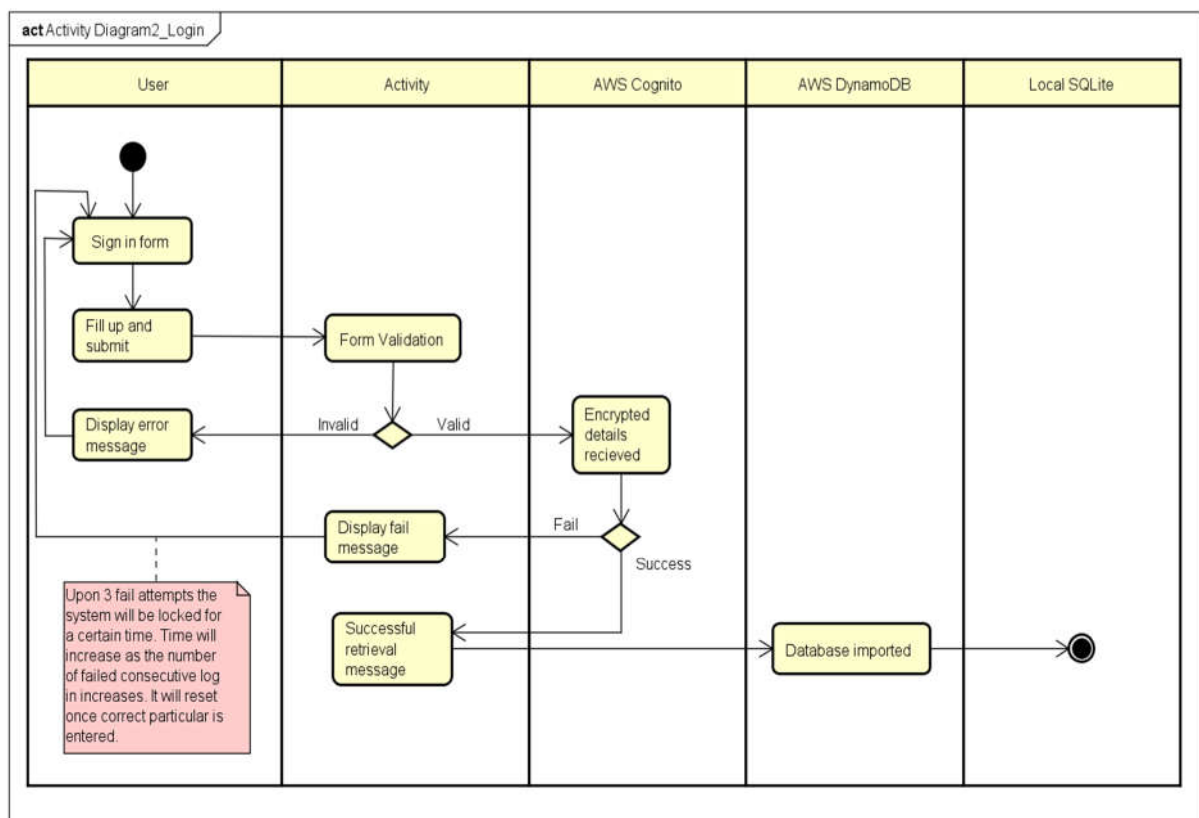 act Activity Diagram2_Login
User
Activity
AWS Cognito
AWS DynamoDB
Local SQLite
Sign in form
Fill up and
submit
Form Validation
Display error
message
Invalid
Valid
Encrypted
details
recieved
Display fail
message
Fail
Success
Upon 3 fail attempts the
system will be locked for
a certain time. Time will
increase as the number
of failed consecutive log
in increases. It will reset
once correct particular is
entered.
Successful
retrieval
message
Database imported